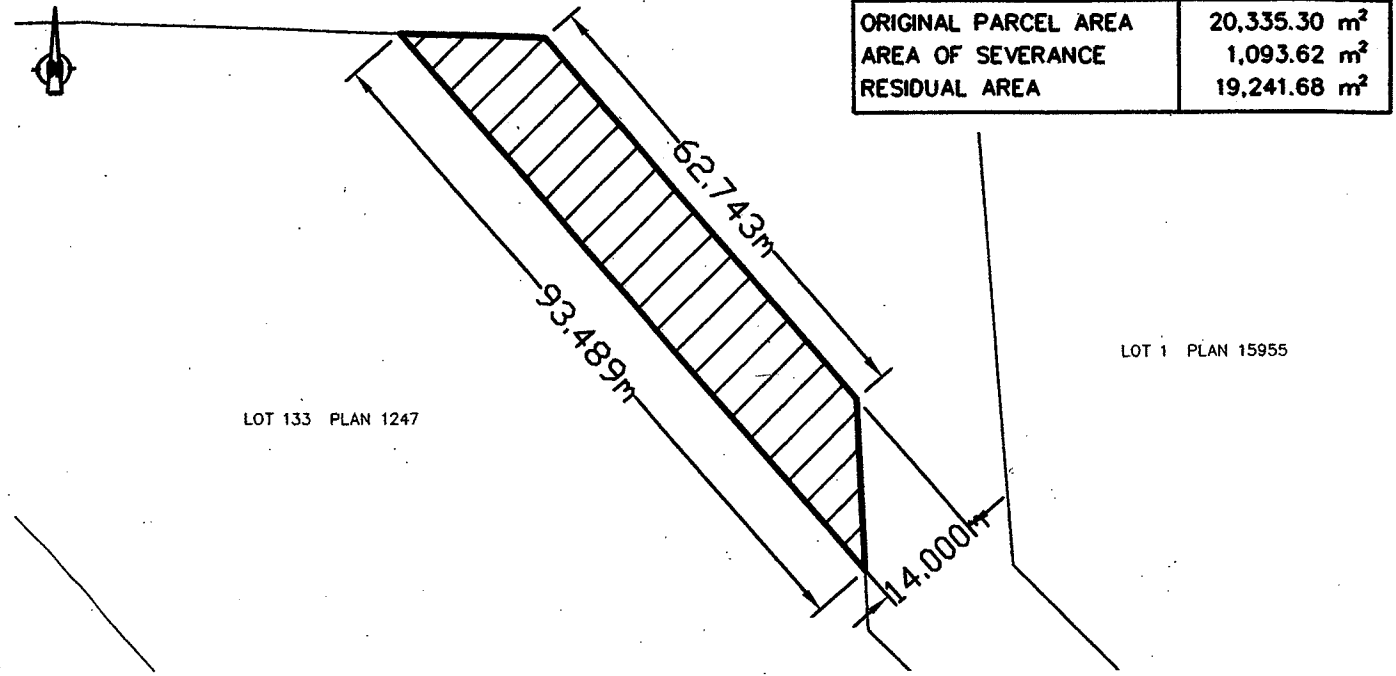 ORIGINAL PARCEL AREA 20,335.30 m²
AREA OF SEVERANCE 1,093.62 m²
RESIDUAL AREA 19,241.68 m²
62.743m
93.489m
LOT 1 PLAN 15955
LOT 133 PLAN 1247
14.000m